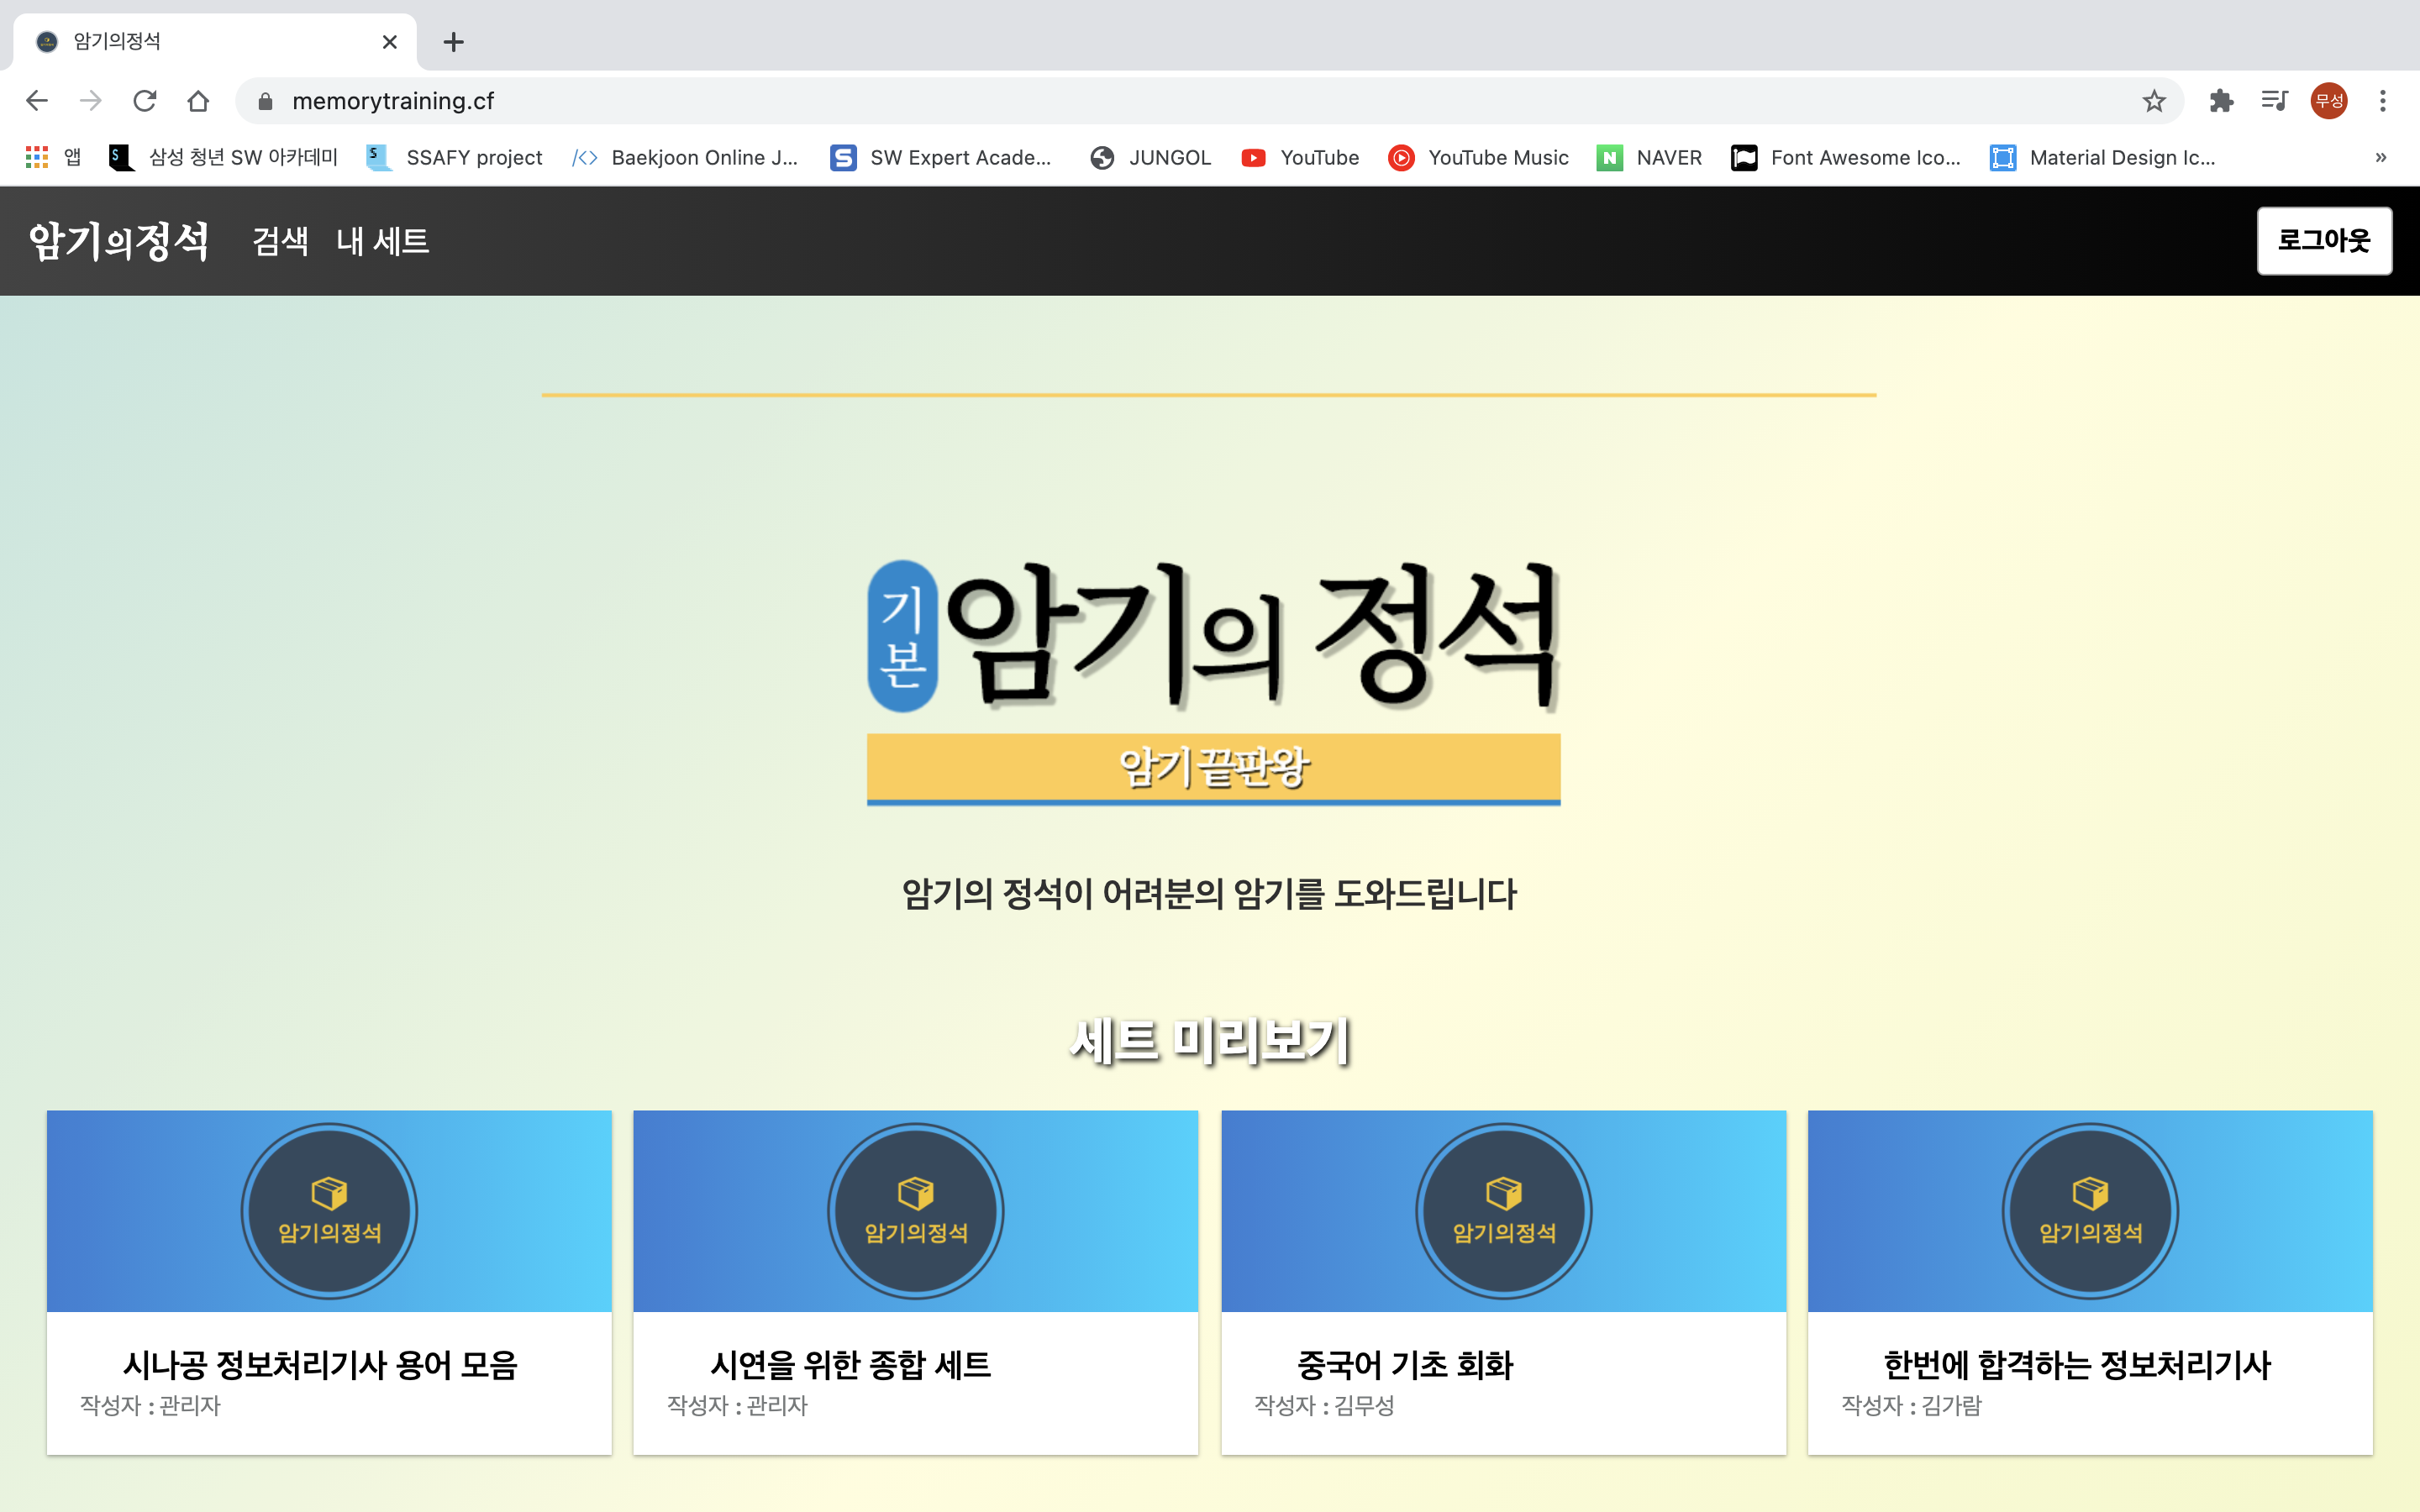 암기의정석
memorytraining.cf
무성
앱 삼성 청년 SW 아카데미 SSAFY project Baekjoon Online J... SW Expert Acade... JUNGOL YouTube YouTube Music NAVER Font Awesome Ico... Material Design Ic... »
암기의정석 검색 내 세트 로그아웃
기본 암기의 정석
암기 끝판왕
암기의 정석이 어려분의 암기를 도와드립니다
세트 미리보기
암기의정석 암기의정석 암기의정석 암기의정석
시나공 정보처리기사 용어 모음
작성자 : 관리자
시연을 위한 종합 세트
작성자 : 관리자
중국어 기초 회화
작성자 : 김무성
한번에 합격하는 정보처리기사
작성자 : 김가람